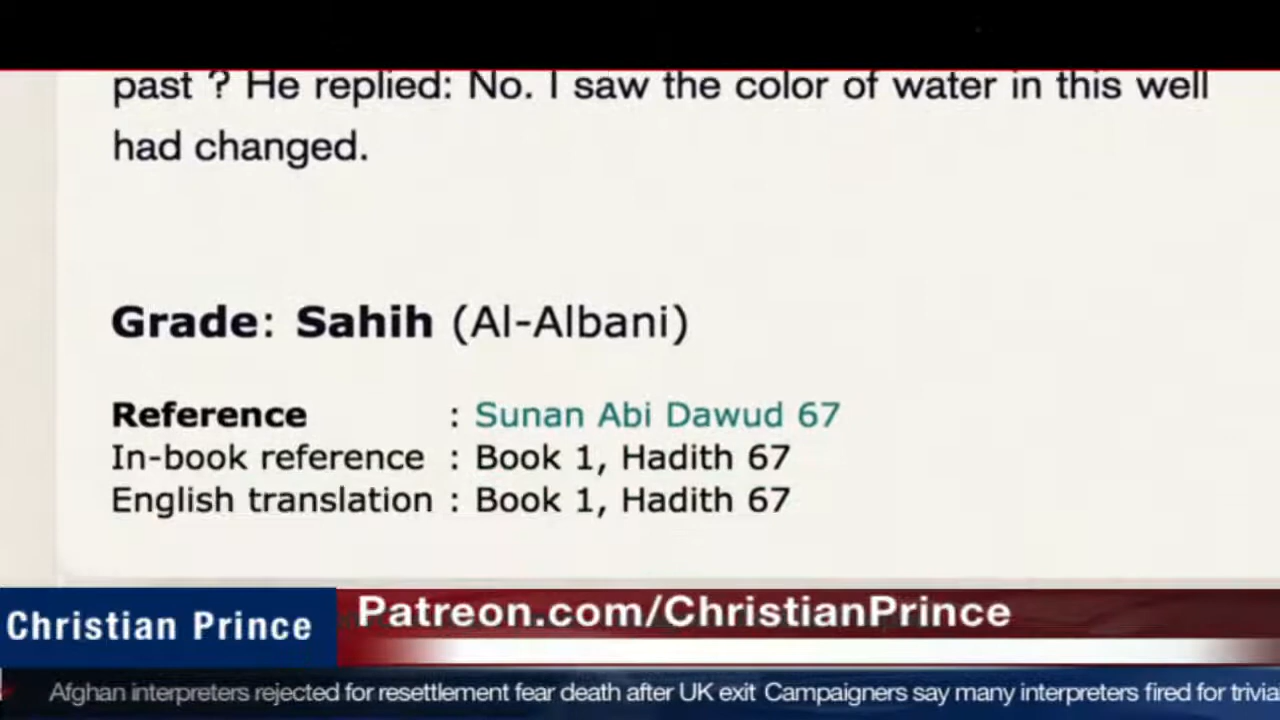 past ? He replied: No. I saw the color of water in this well
had changed.
Grade: Sahih (Al-Albani)
Reference : Sunan Abi Dawud 67
In-book reference : Book 1, Hadith 67
English translation : Book 1, Hadith 67
Christian Prince
Patreon.com/ChristianPrince
Afghan interpreters rejected for resettlement fear death after UK exit Campaigners say many interpreters fired for trivia